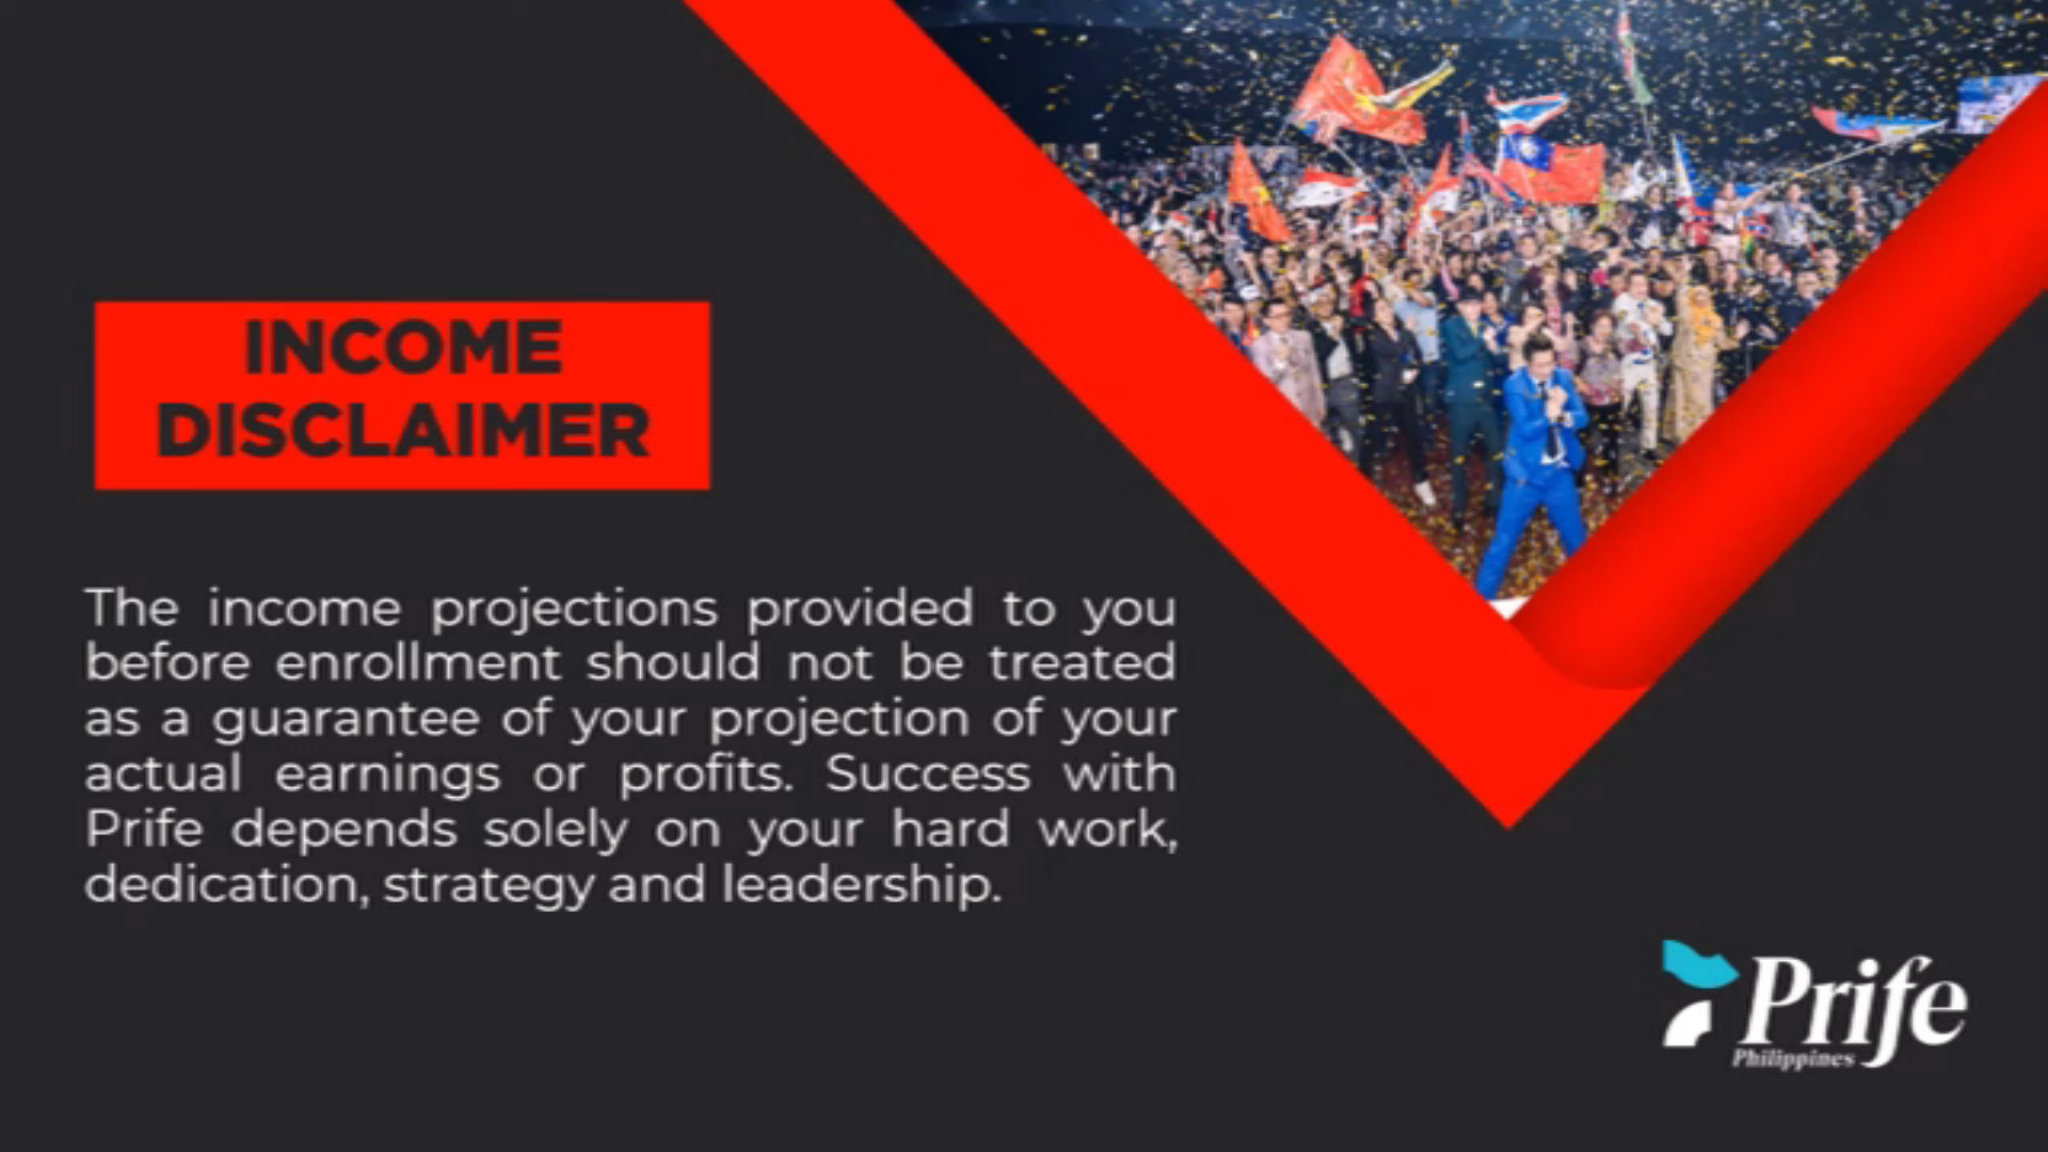 INCOME
DISCLAIMER
The income projections provided to you
before enrollment should not be treated
as a guarantee of your projection of your
actual earnings or profits. Success with
Prife depends solely on your hard work,
dedication, strategy and leadership.
Prife
Philippines